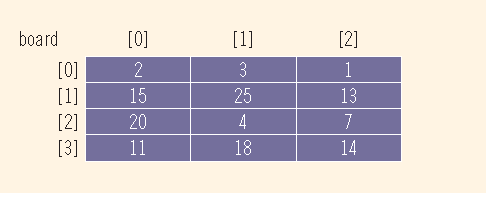 board [0] [1] [2]
[0] 2 3 1
[1] 15 25 13
[2] 20 4 7
[3] 11 18 14